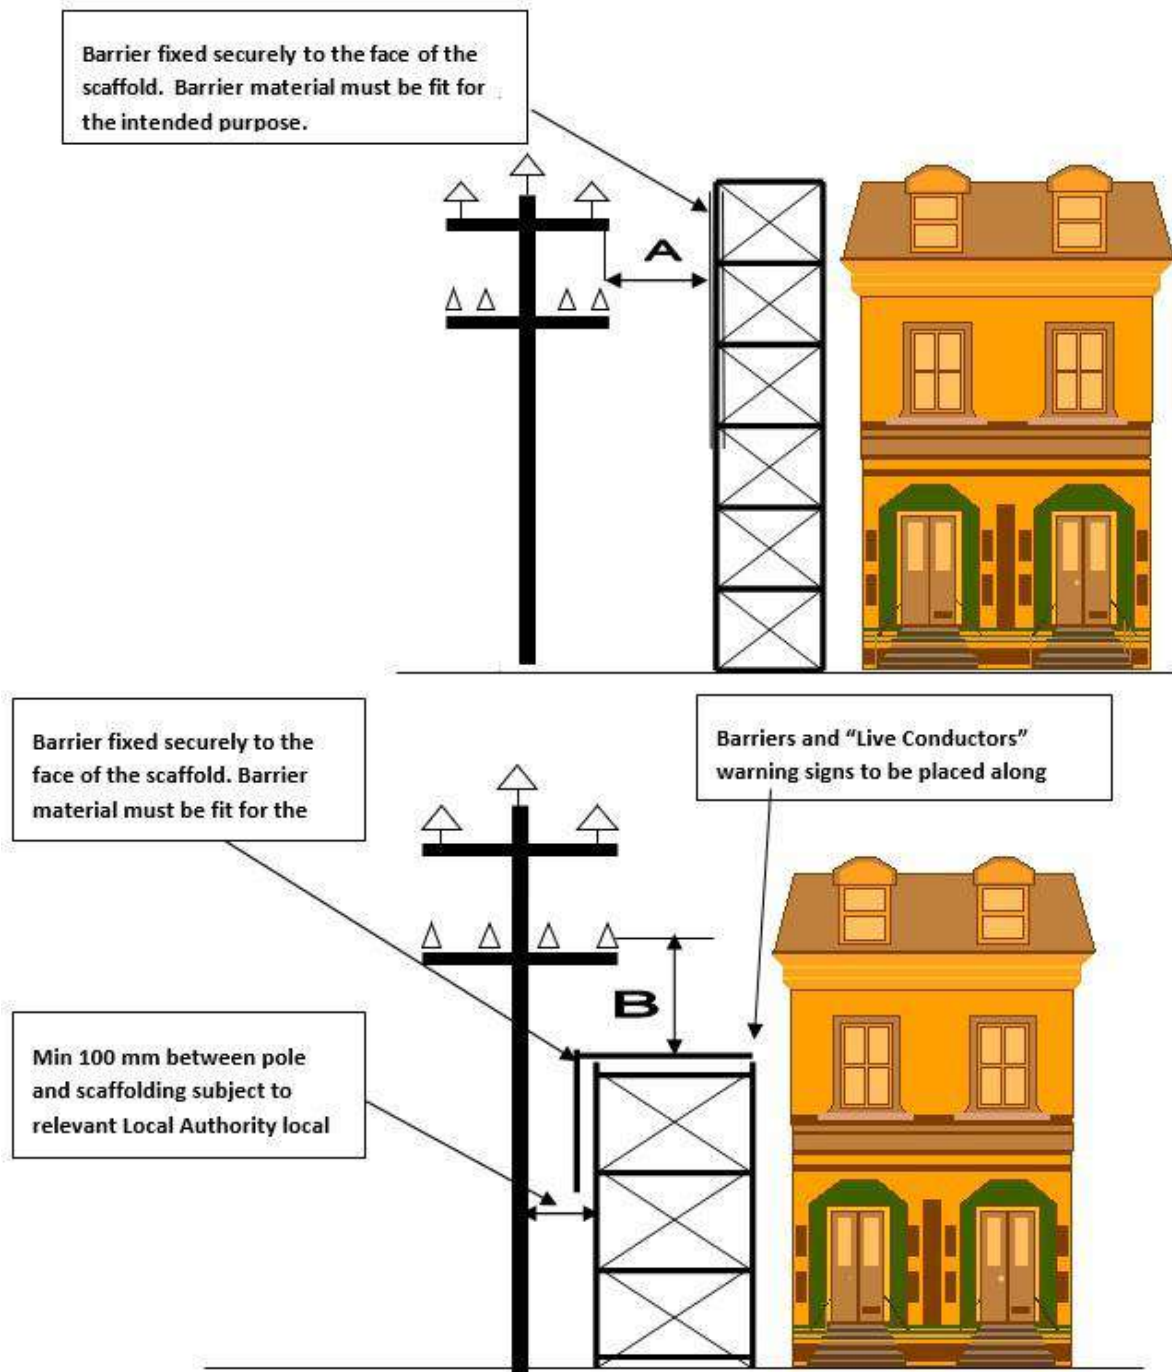 Barrier fixed securely to the face of the
scaffold. Barrier material must be fit for
the intended purpose.
A
Barrier fixed securely to the
face of the scaffold. Barrier
material must be fit for the
Barriers and “Live Conductors”
warning signs to be placed along
B
Min 100 mm between pole
and scaffolding subject to
relevant Local Authority local